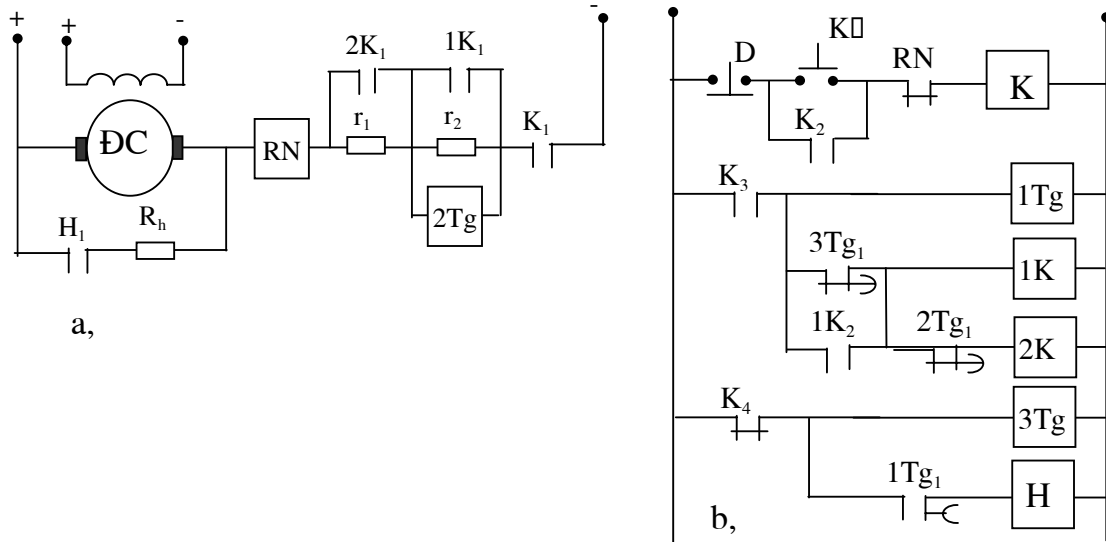 + + - -
2K₁ 1K₁
r₁ r₂ K₁
ĐC RN
2Tg
H₁ Rₕ
a,
D K▯ RN
K
K₂
K₃ 1Tg
3Tg₁ 1K
1K₂ 2Tg₁ 2K
K₄ 3Tg
1Tg₁ H
b,